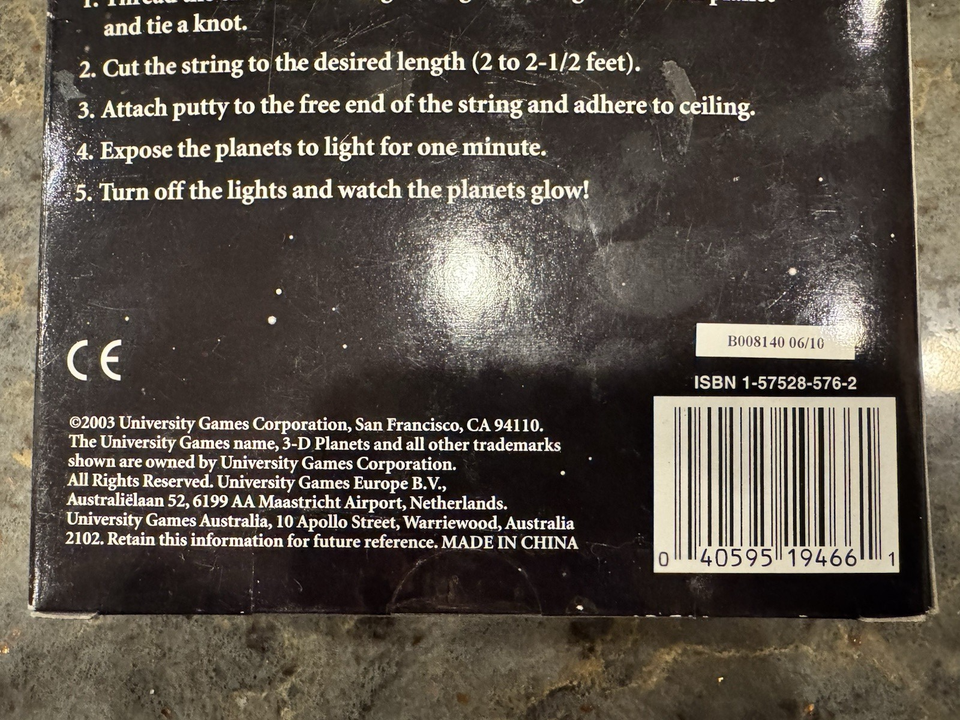 1. Thread the
and tie a knot.
2. Cut the string to the desired length (2 to 2-1/2 feet).
3. Attach putty to the free end of the string and adhere to ceiling.
4. Expose the planets to light for one minute.
5. Turn off the lights and watch the planets glow!
B008140 06/10
ISBN 1-57528-576-2
CE
©2003 University Games Corporation, San Francisco, CA 94110.
The University Games name, 3-D Planets and all other trademarks
shown are owned by University Games Corporation.
All Rights Reserved. University Games Europe B.V.,
Australiëlaan 52, 6199 AA Maastricht Airport, Netherlands.
University Games Australia, 10 Apollo Street, Warriewood, Australia
2102. Retain this information for future reference. MADE IN CHINA
0 40595 19466 1